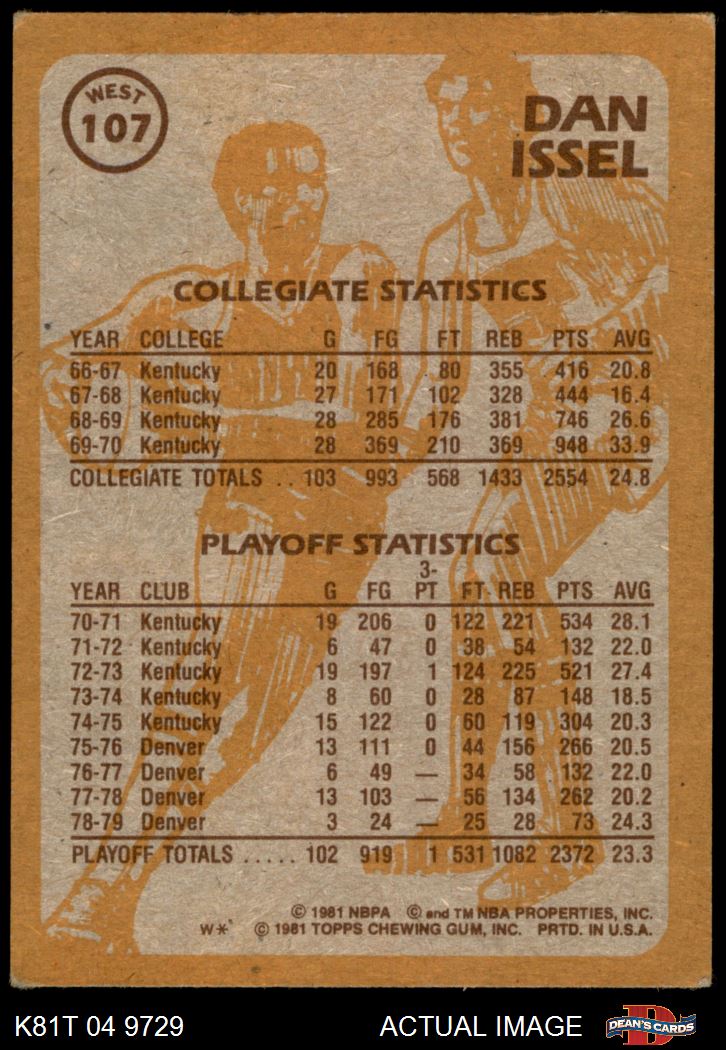 WEST
107
DAN
ISSEL
COLLEGIATE STATISTICS
YEAR COLLEGE G FG FT REB PTS AVG
66-67 Kentucky 20 168 80 355 416 20.8
67-68 Kentucky 27 171 102 328 444 16.4
68-69 Kentucky 28 285 176 381 746 26.6
69-70 Kentucky 28 369 210 369 948 33.9
COLLEGIATE TOTALS .. 103 993 568 1433 2554 24.8
PLAYOFF STATISTICS
YEAR CLUB G FG 3-PT FT REB PTS AVG
70-71 Kentucky 19 206 0 122 221 534 28.1
71-72 Kentucky 6 47 0 38 54 132 22.0
72-73 Kentucky 19 197 1 124 225 521 27.4
73-74 Kentucky 8 60 0 28 87 148 18.5
74-75 Kentucky 15 122 0 60 119 304 20.3
75-76 Denver 13 111 0 44 156 266 20.5
76-77 Denver 6 49 — 34 58 132 22.0
77-78 Denver 13 103 — 56 134 262 20.2
78-79 Denver 3 24 — 25 28 73 24.3
PLAYOFF TOTALS ..... 102 919 1 531 1082 2372 23.3
© 1981 NBPA © and TM NBA PROPERTIES, INC.
W* © 1981 TOPPS CHEWING GUM, INC. PRTD. IN U.S.A.
K81T 04 9729 ACTUAL IMAGE DEAN'S CARDS